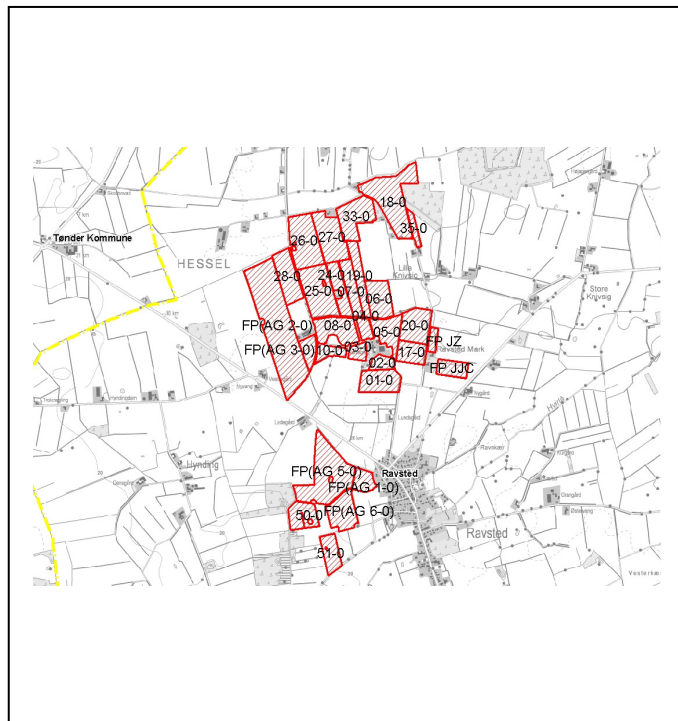 18-0
33-0
35-0
27-0
26-0
Tønder Kommune
HESSEL
Lille
Knivsig
28-0
24-0
19-0
Store
Knivsig
25-0
07-0
06-0
04-0
FP(AG 2-0)
08-0
05-0
20-0
FP JZ
FP(AG 3-0)
10-0
03-0
17-0
Ravsted Mark
02-0
FP JJC
01-0
Nygård
Hynding
FP(AG 5-0)
Ravsted
FP(AG 1-0)
50-0
FP(AG 6-0)
Ravsted
51-0